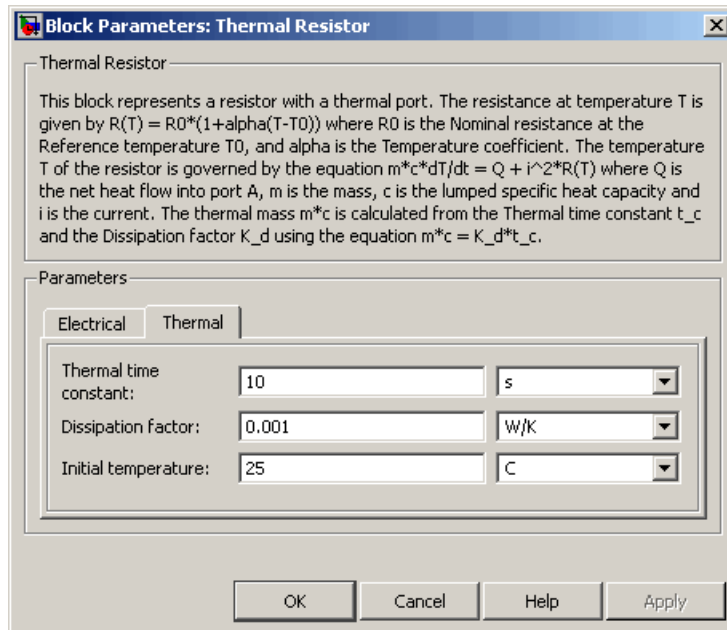 Block Parameters: Thermal Resistor
Thermal Resistor
This block represents a resistor with a thermal port. The resistance at temperature T is
given by R(T) = R0*(1+alpha(T-T0)) where R0 is the Nominal resistance at the
Reference temperature T0, and alpha is the Temperature coefficient. The temperature
T of the resistor is governed by the equation m*c*dT/dt = Q + i^2*R(T) where Q is
the net heat flow into port A, m is the mass, c is the lumped specific heat capacity and
i is the current. The thermal mass m*c is calculated from the Thermal time constant t_c
and the Dissipation factor K_d using the equation m*c = K_d*t_c.
Parameters
Electrical Thermal
Thermal time
constant: 10 s
Dissipation factor: 0.001 W/K
Initial temperature: 25 C
OK Cancel Help Apply